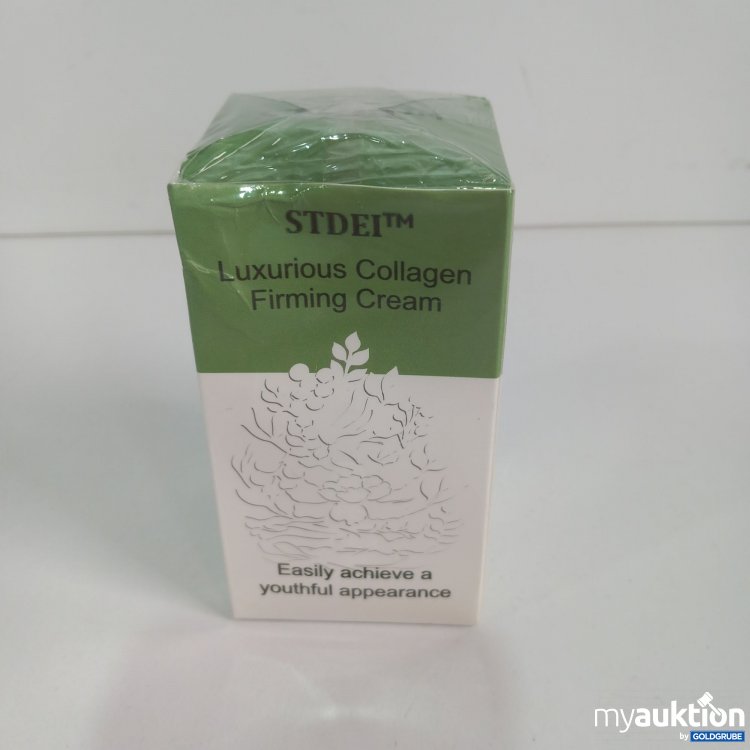 STDEI™
Luxurious Collagen
Firming Cream
Easily achieve a
youthful appearance
myauktion
by GOLDGRUBE